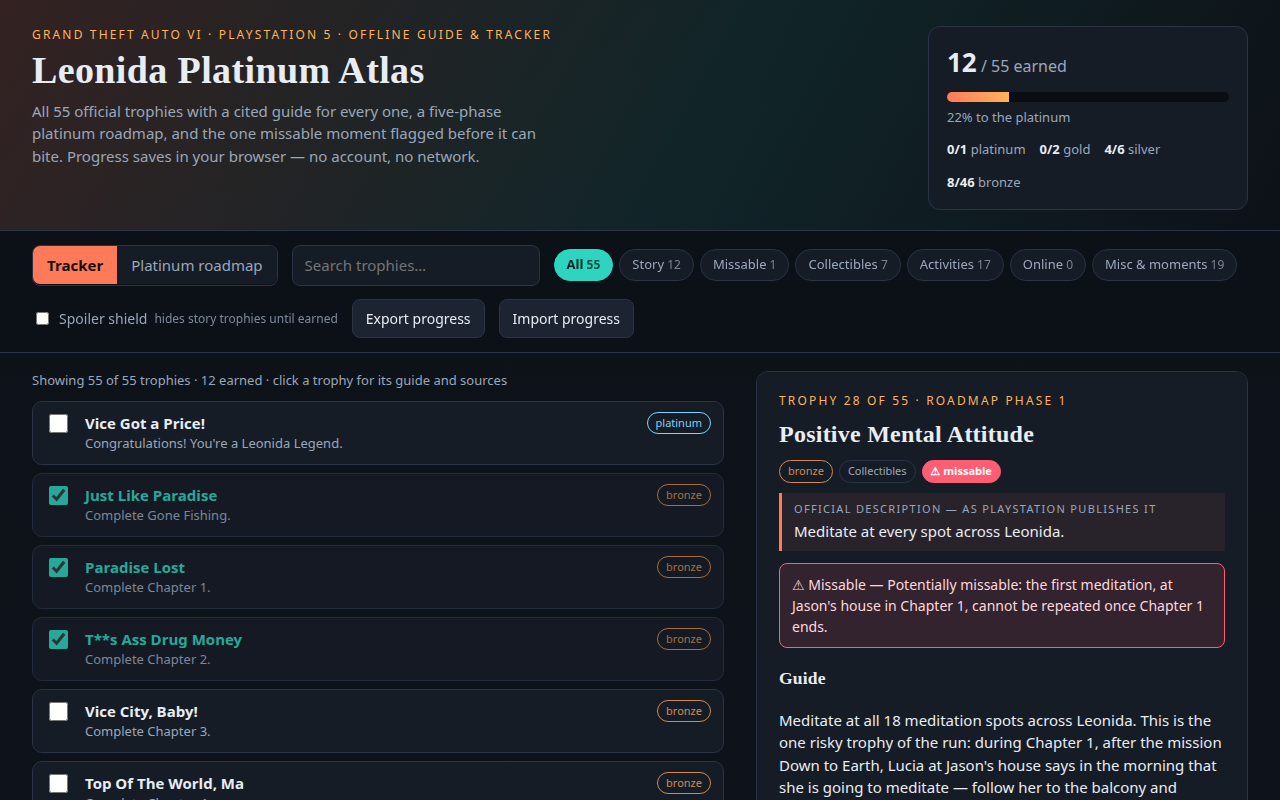 GRAND THEFT AUTO VI · PLAYSTATION 5 · OFFLINE GUIDE & TRACKER
Leonida Platinum Atlas
All 55 official trophies with a cited guide for every one, a five-phase
platinum roadmap, and the one missable moment flagged before it can
bite. Progress saves in your browser — no account, no network.
12 / 55 earned
22% to the platinum
0/1 platinum 0/2 gold 4/6 silver
8/46 bronze
Tracker Platinum roadmap Search trophies... All 55 Story 12 Missable 1 Collectibles 7 Activities 17 Online 0 Misc & moments 19
Spoiler shield hides story trophies until earned Export progress Import progress
Showing 55 of 55 trophies · 12 earned · click a trophy for its guide and sources
Vice Got a Price! platinum
Congratulations! You're a Leonida Legend.
Just Like Paradise bronze
Complete Gone Fishing.
Paradise Lost bronze
Complete Chapter 1.
T**s Ass Drug Money bronze
Complete Chapter 2.
Vice City, Baby! bronze
Complete Chapter 3.
Top Of The World, Ma bronze
TROPHY 28 OF 55 · ROADMAP PHASE 1
Positive Mental Attitude
bronze Collectibles ⚠ missable
OFFICIAL DESCRIPTION — AS PLAYSTATION PUBLISHES IT
Meditate at every spot across Leonida.
⚠ Missable — Potentially missable: the first meditation, at
Jason's house in Chapter 1, cannot be repeated once Chapter 1
ends.
Guide
Meditate at all 18 meditation spots across Leonida. This is the
one risky trophy of the run: during Chapter 1, after the mission
Down to Earth, Lucia at Jason's house says in the morning that
she is going to meditate — follow her to the balcony and